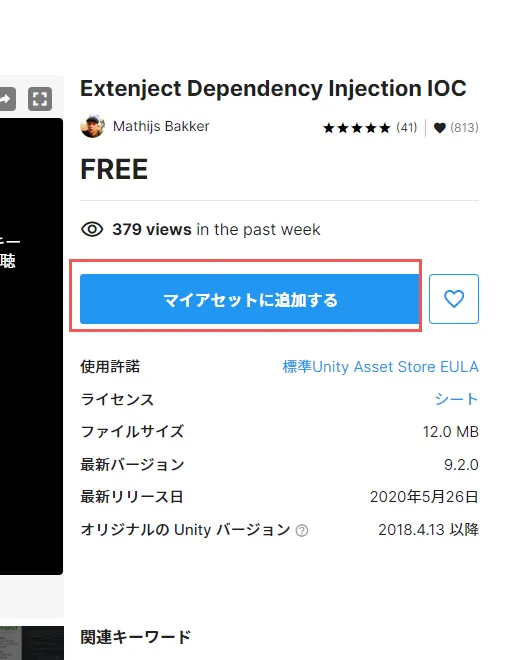 Extenject Dependency Injection IOC
Mathijs Bakker
★★★★★ (41) | ♥ (813)
FREE
379 views in the past week
ー
聴
マイアセットに追加する
使用許諾 標準Unity Asset Store EULA
ライセンス シート
ファイルサイズ 12.0 MB
最新バージョン 9.2.0
最新リリース日 2020年5月26日
オリジナルの Unity バージョン ? 2018.4.13 以降
関連キーワード